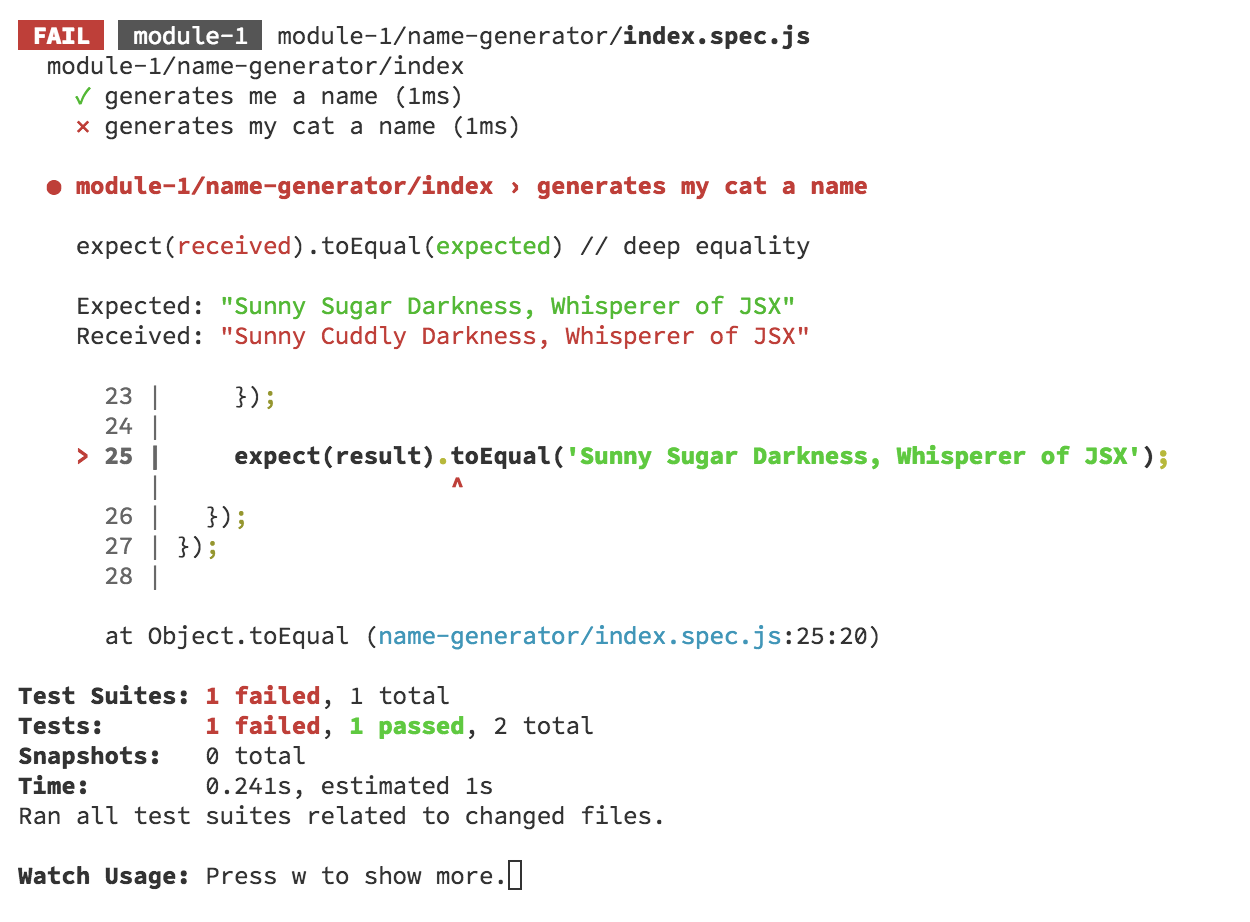 FAIL module-1 module-1/name-generator/index.spec.js
module-1/name-generator/index
✓ generates me a name (1ms)
✕ generates my cat a name (1ms)
● module-1/name-generator/index › generates my cat a name
expect(received).toEqual(expected) // deep equality
Expected: "Sunny Sugar Darkness, Whisperer of JSX"
Received: "Sunny Cuddly Darkness, Whisperer of JSX"
23 |     });
24 |
> 25 |     expect(result).toEqual('Sunny Sugar Darkness, Whisperer of JSX');
|                    ^
26 |   });
27 | });
28 |
at Object.toEqual (name-generator/index.spec.js:25:20)
Test Suites: 1 failed, 1 total
Tests:       1 failed, 1 passed, 2 total
Snapshots:   0 total
Time:        0.241s, estimated 1s
Ran all test suites related to changed files.
Watch Usage: Press w to show more.